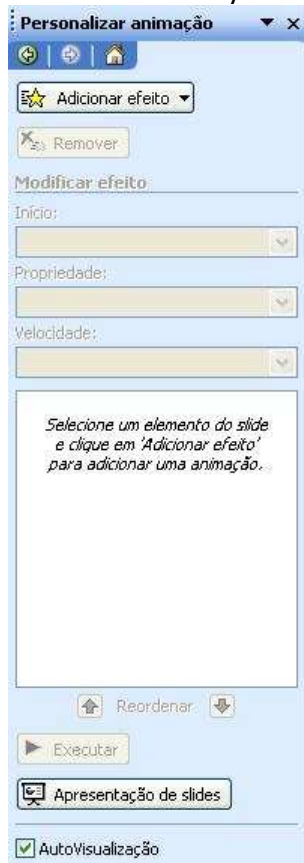 Personalizar animação
Adicionar efeito
Remover
Modificar efeito
Início:
Propriedade:
Velocidade:
Selecione um elemento do slide
e clique em 'Adicionar efeito'
para adicionar uma animação.
Reordenar
Executar
Apresentação de slides
AutoVisualização